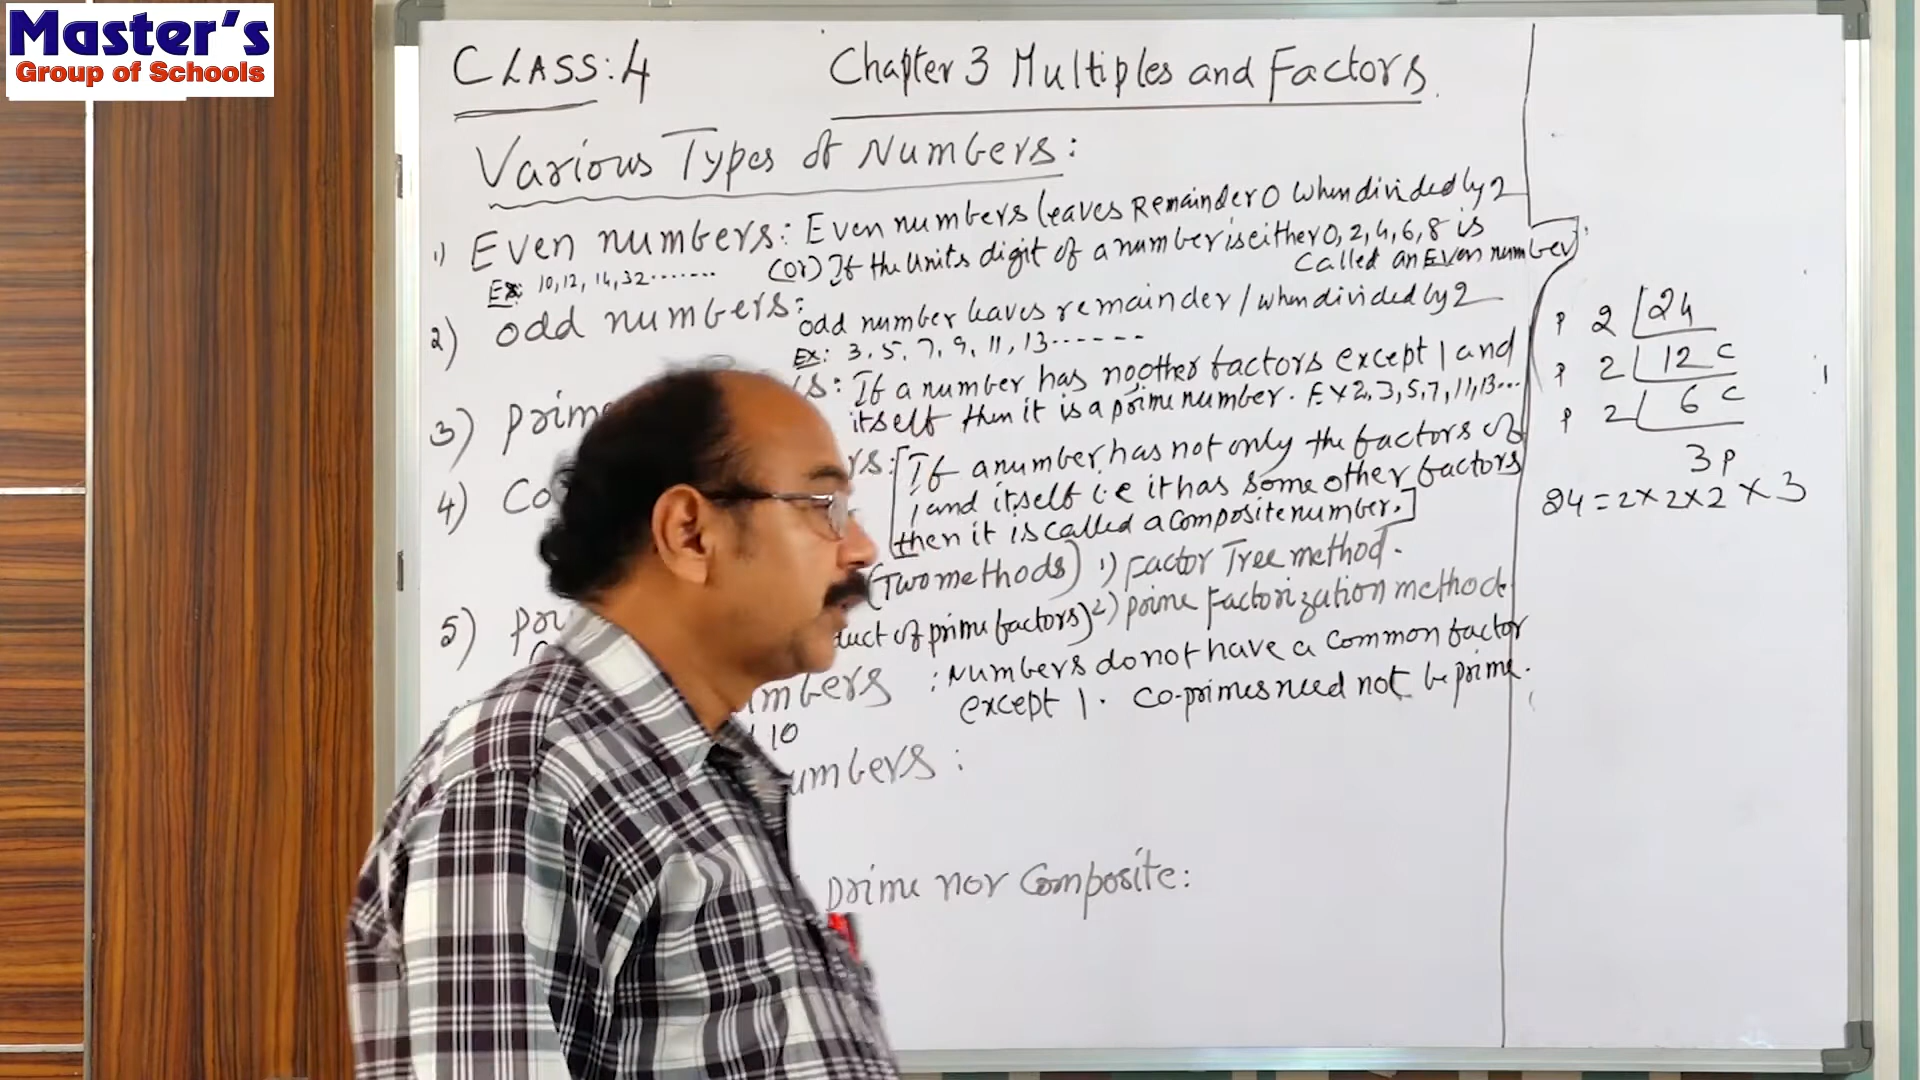 Master's
Group of Schools
CLASS: 4
Chapter 3 Multiples and Factors.
Various Types of Numbers:
1) Even numbers: Even numbers leaves Remainder 0 when divided by 2
Ex: 10, 12, 14, 32.......
(or) If the units digit of a number is either 0, 2, 4, 6, 8 is
Called an Even number
2) odd numbers: odd number leaves remainder 1 when divided by 2
Ex: 3, 5, 7, 9, 11, 13......
3) prime rs: If a number has no other factors except 1 and
itself then it is a prime number. Ex 2, 3, 5, 7, 11, 13...
4) Co rs: [If a number has not only the factors of
1 and itself i.e it has some other factors
then it is called a composite number.]
(Two methods) 1) Factor Tree method.
5) pri duct of prime factors) 2) prime Factorization method.
mbers : Numbers do not have a common factor
except 1. Co-primes need not be prime.
10
umbers :
prime nor Composite:
P 2 | 24
P 2 | 12 C
P 2 | 6 C
3 P
24 = 2 × 2 × 2 × 3